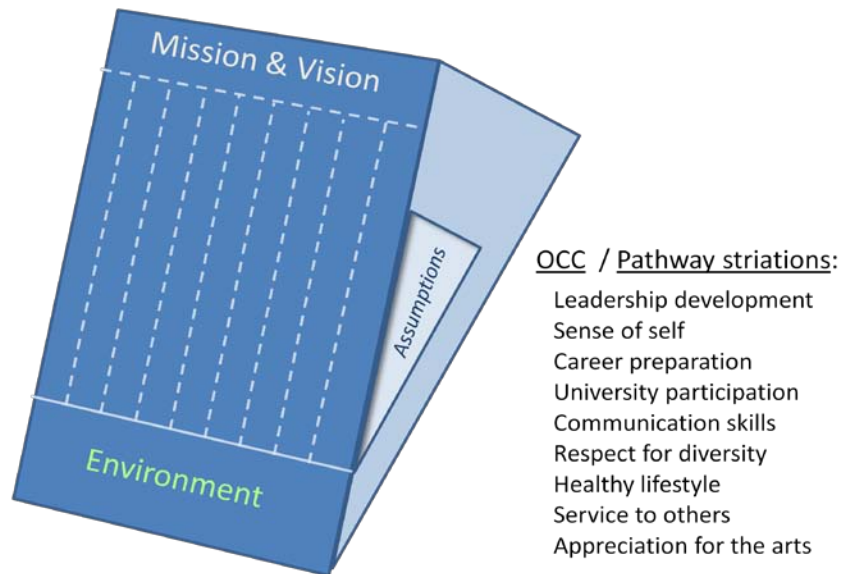 Mission & Vision
Assumptions
Environment
OCC / Pathway striations:
Leadership development
Sense of self
Career preparation
University participation
Communication skills
Respect for diversity
Healthy lifestyle
Service to others
Appreciation for the arts